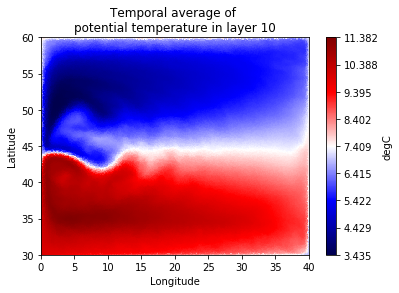 Temporal average of
potential temperature in layer 10
60
55
50
45
40
35
30
Latitude
0 5 10 15 20 25 30 35 40
Longitude
11.382
10.388
9.395
8.402
7.409
6.415
5.422
4.429
3.435
degC